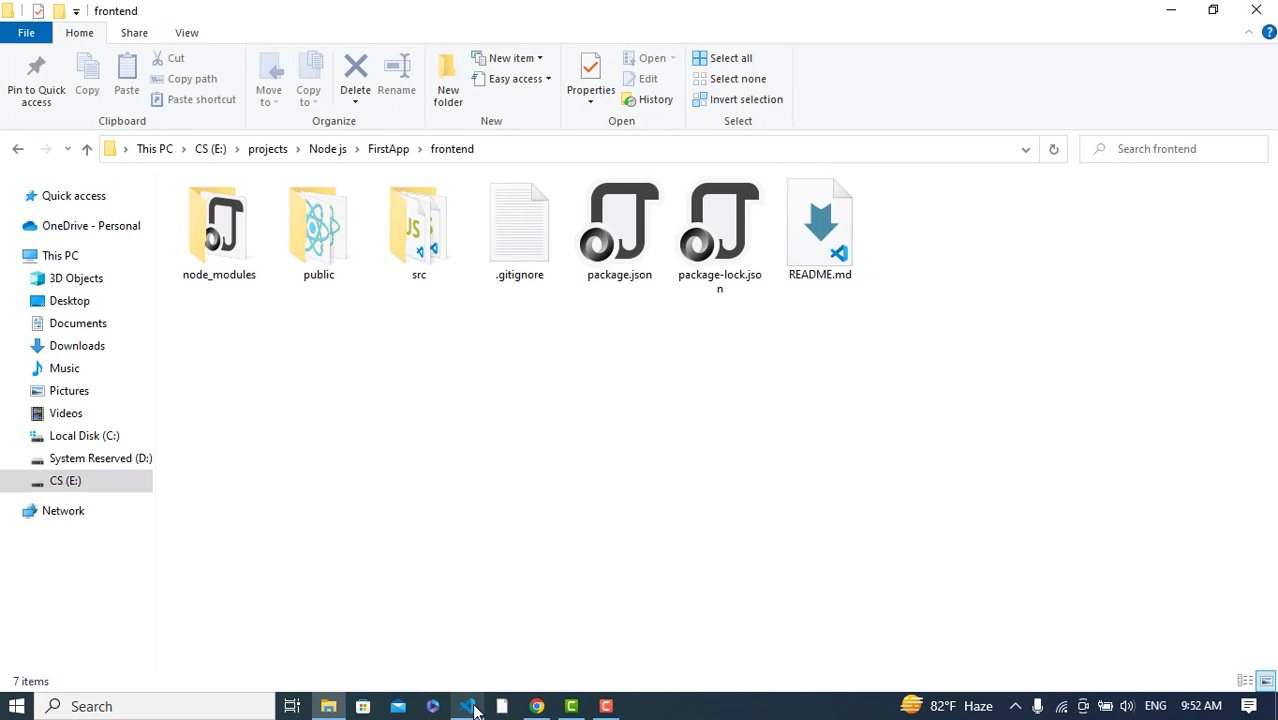 frontend
File
Home
Share
View
Pin to Quick access
Copy
Paste
Cut
Copy path
Paste shortcut
Clipboard
Move to
Copy to
Delete
Rename
Organize
New folder
New item
Easy access
New
Properties
Open
Edit
History
Open
Select all
Select none
Invert selection
Select
This PC
CS (E:)
projects
Node js
FirstApp
frontend
Search frontend
Quick access
OneDrive - Personal
This PC
3D Objects
Desktop
Documents
Downloads
Music
Pictures
Videos
Local Disk (C:)
System Reserved (D:)
CS (E:)
Network
JS
node_modules
public
src
.gitignore
package.json
package-lock.jso
n
README.md
7 items
Search
82°F Haze
ENG
9:52 AM